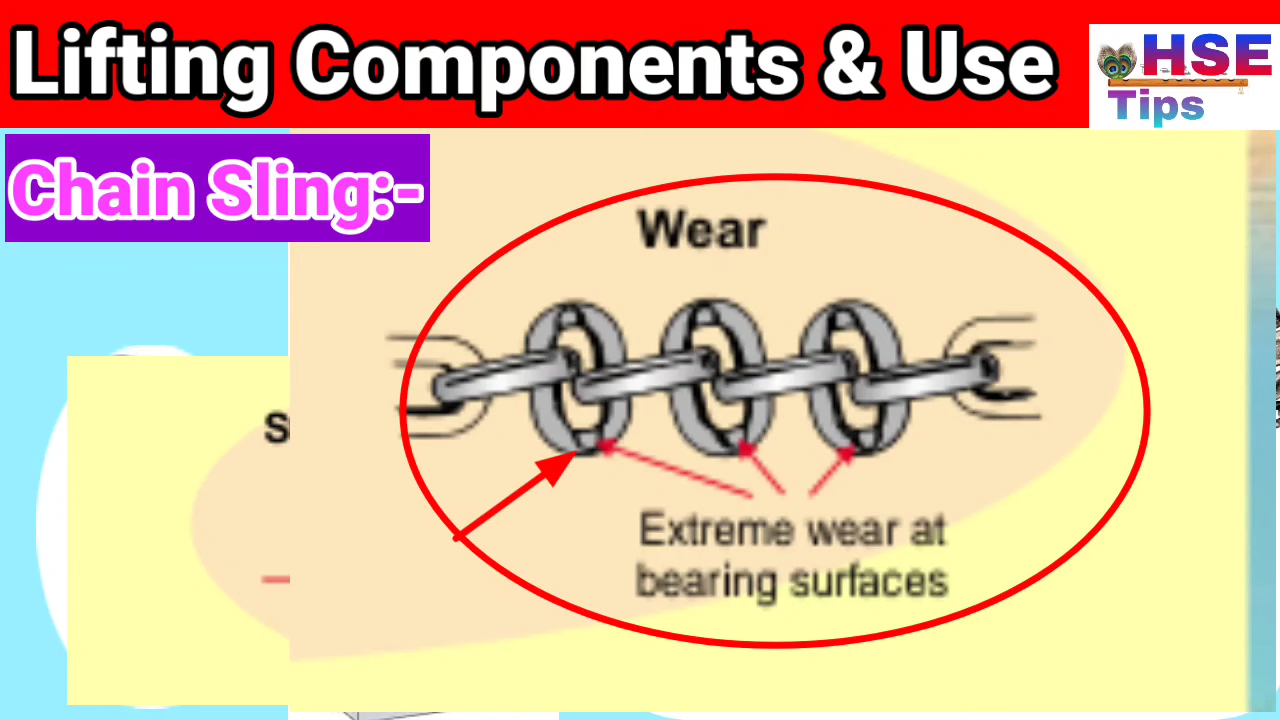 Lifting Components & Use
HSE
Tips
Chain Sling:-
Wear
Extreme wear at
bearing surfaces